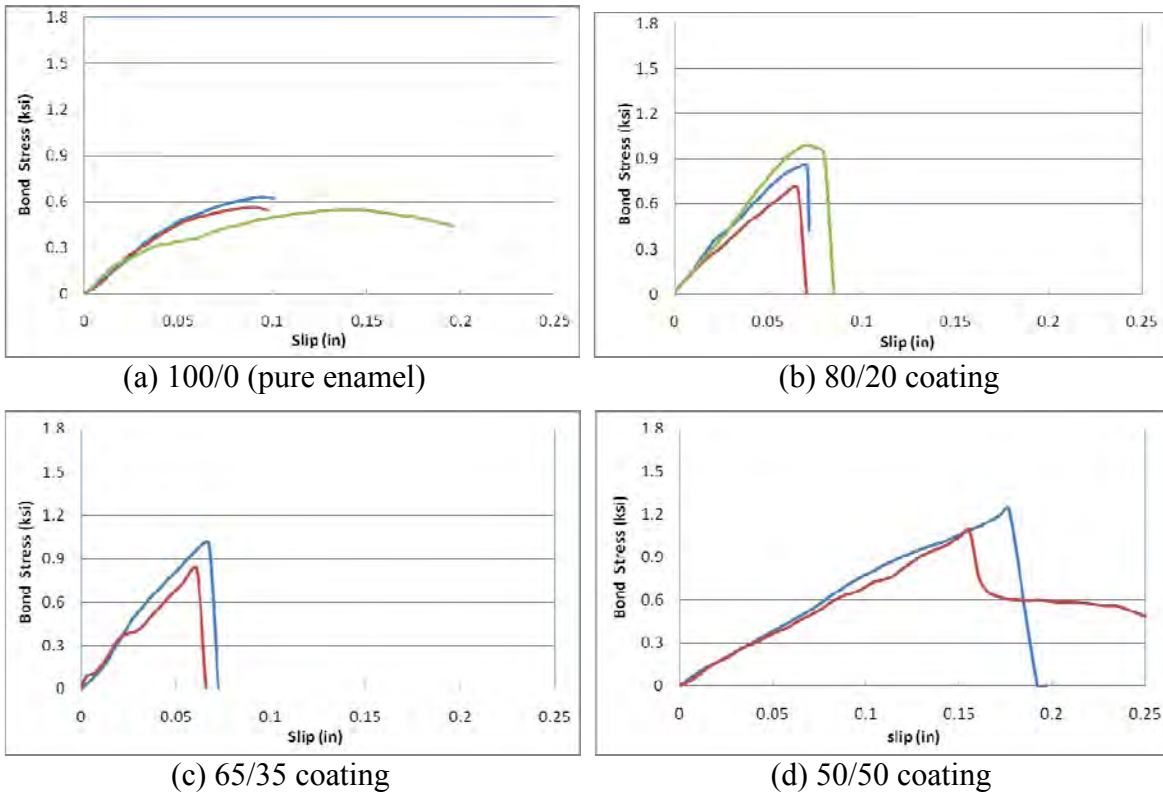 1.8
1.5
1.2
0.9
0.6
0.3
0
Bond Stress (ksi)
0 0.05 0.1 0.15 0.2 0.25
Slip (in)
(a) 100/0 (pure enamel)
1.8
1.5
1.2
0.9
0.6
0.3
0
Bond Stress (ksi)
0 0.05 0.1 0.15 0.2 0.25
Slip (in)
(b) 80/20 coating
1.8
1.5
1.2
0.9
0.6
0.3
0
Bond Stress (ksi)
0 0.05 0.1 0.15 0.2 0.25
Slip (in)
(c) 65/35 coating
1.8
1.5
1.2
0.9
0.6
0.3
0
Bond Stress (ksi)
0 0.05 0.1 0.15 0.2 0.25
slip (in)
(d) 50/50 coating